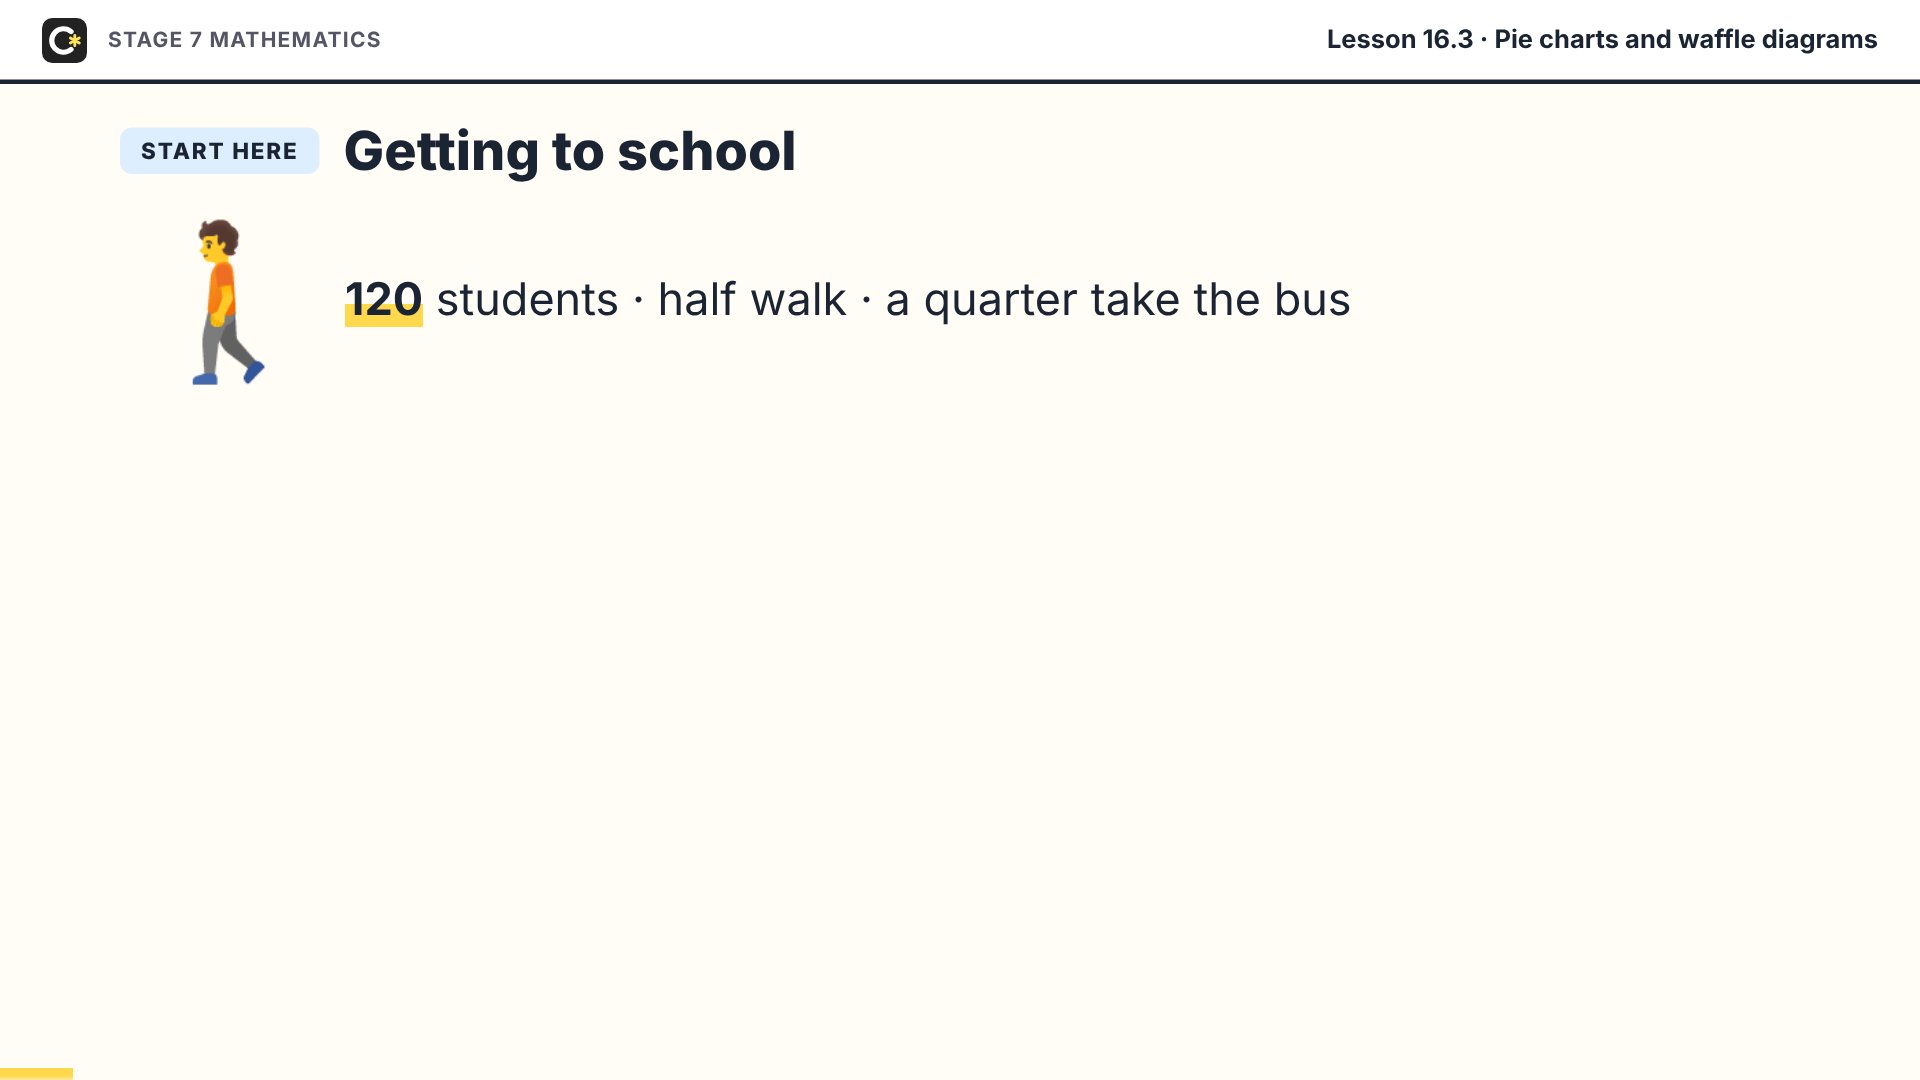 STAGE 7 MATHEMATICS
Lesson 16.3 · Pie charts and waffle diagrams
START HERE
Getting to school
120 students · half walk · a quarter take the bus